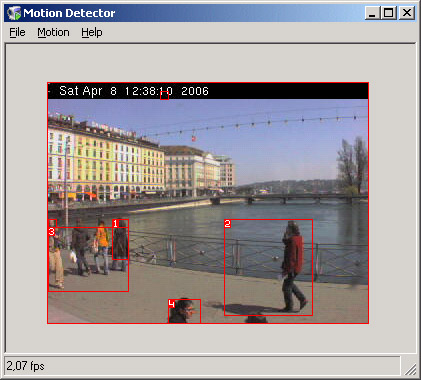 Motion Detector
File Motion Help
Sat Apr 8 12:38:10 2006
1
2
3
4
2,07 fps